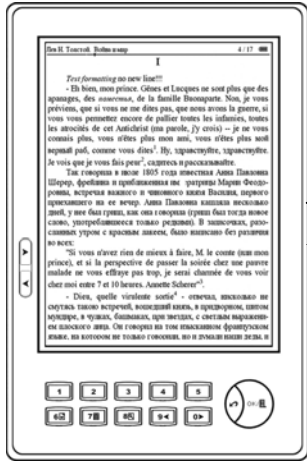 Лев Н. Толстой. Война и мир 4 / 17
I
Text formatting no new line!!!
- Eh bien, mon prince. Gênes et Lucques ne sont plus que des
apanages, des поместья, de la famille Buonaparte. Non, je vous
préviens, que si vous ne me dites pas, que nous avons la guerre, si
vous vous permettez encore de pallier toutes les infamies, toutes
les atrocités de cet Antichrist (ma parole, j'y crois) -- je ne vous
connais plus, vous n'êtes plus mon ami, vous n'êtes plus мой
верный раб, comme vous dites¹. Ну, здравствуйте, здравствуйте.
Je vois que je vous fais peur², садитесь и рассказывайте.
Так говорила в июле 1805 года известная Анна Павловна
Шерер, фрейлина и приближенная им ратрицы Марии Феодо-
ровны, встречая важного и чиновного князя Василия, первого
приехавшего на ее вечер. Анна Павловна кашляла несколько
дней, у нее был грипп, как она говорила (грипп был тогда новое
слово, употреблявшееся только редкими). В записочках, разо-
сланных утром с красным лакеем, было написано без различия
во всех:
"Si vous n'avez rien de mieux à faire, M. le comte (или mon
prince), et si la perspective de passer la soirée chez une pauvre
malade ne vous effraye pas trop, je serai charmée de vous voir
chez moi entre 7 et 10 heures. Annette Scherer"³.
- Dieu, quelle virulente sortie⁴ - отвечал, нисколько не
смутясь такою встречей, вошедший князь, в придворном, шитом
мундире, в чулках, башмаках, при звездах, с светлым выражени-
ем плоского лица. Он говорил на том изысканном французском
языке, на котором не только говорили, но и думали наши деды, и
1 2 3 4 5
6 7 8 9 0
OK/